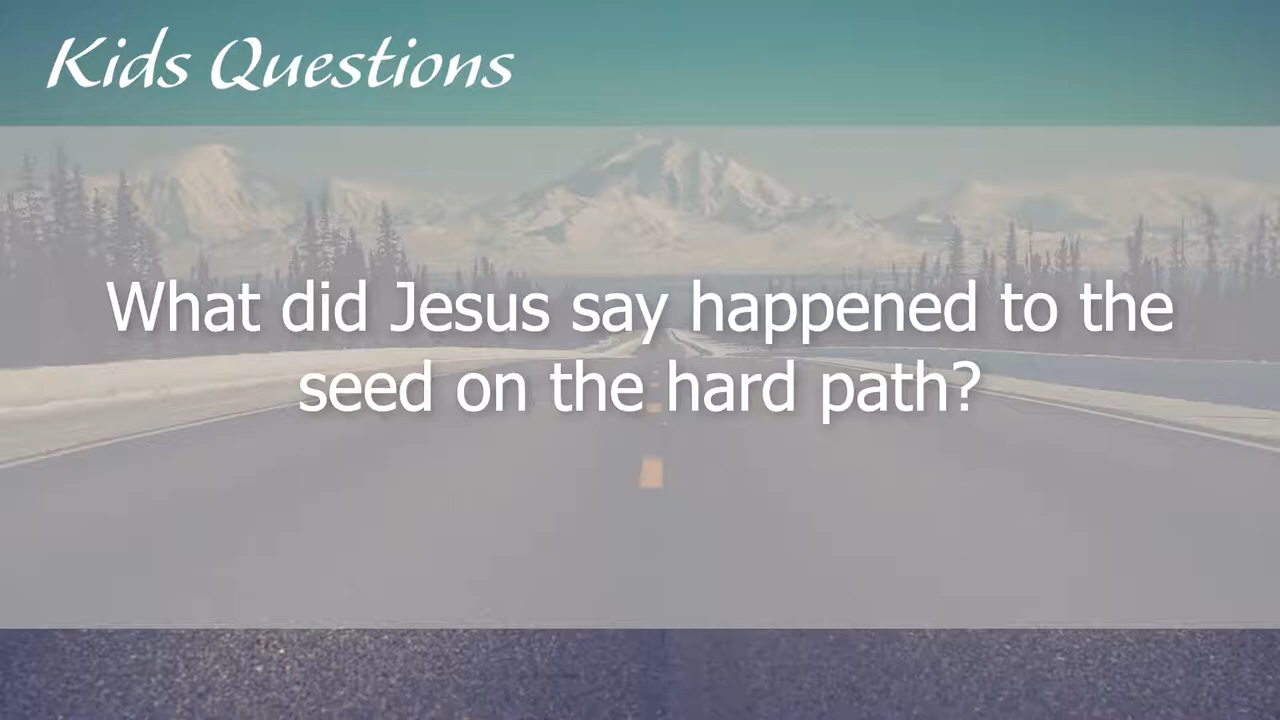 Kids Questions
What did Jesus say happened to the
seed on the hard path?